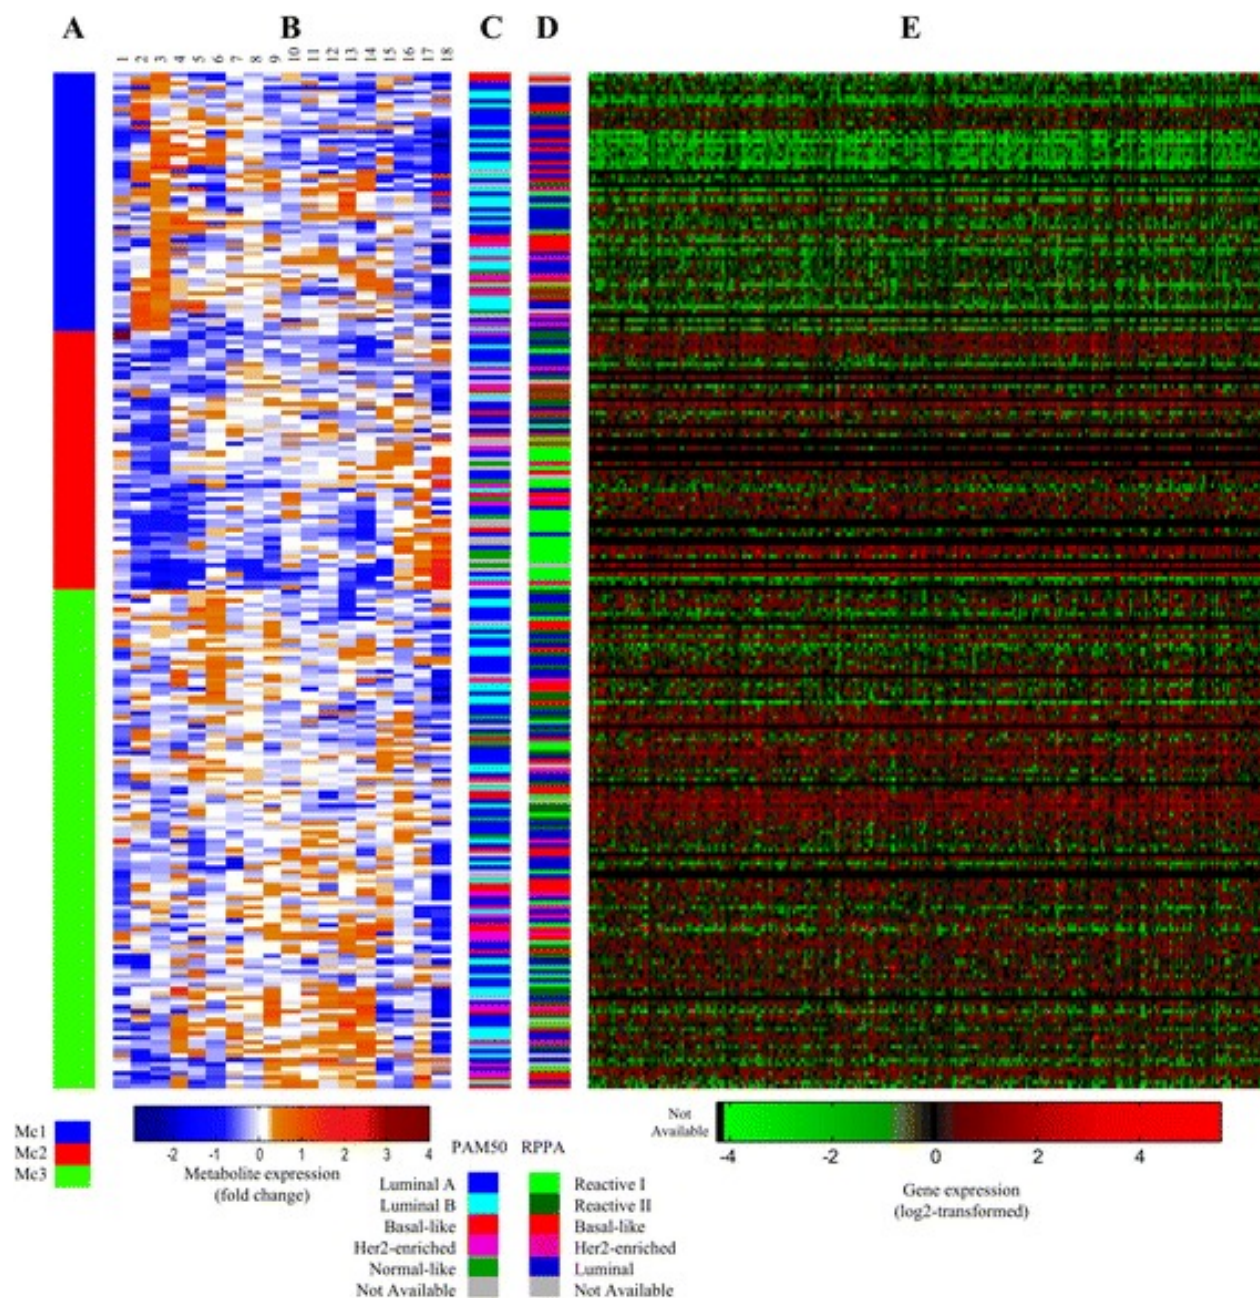 A B C D E
1 2 3 4 5 6 7 8 9 10 11 12 13 14 15 16 17 18
Mc1
Mc2
Mc3
-2 -1 0 1 2 3 4
Metabolite expression
(fold change)
PAM50 RPPA
Luminal A Reactive I
Luminal B Reactive II
Basal-like Basal-like
Her2-enriched Her2-enriched
Normal-like Luminal
Not Available Not Available
Not
Available
-4 -2 0 2 4
Gene expression
(log2-transformed)